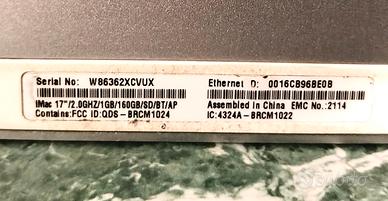 Serial No: W86362XCVUX
iMac 17"/2.0GHZ/1GB/160GB/SD/BT/AP
Contains:FCC ID:QDS-BRCM1024
Ethernet ID: 0016CB96BE0B
Assembled In China EMC No.: 2114
IC: 4324A-BRCM1022